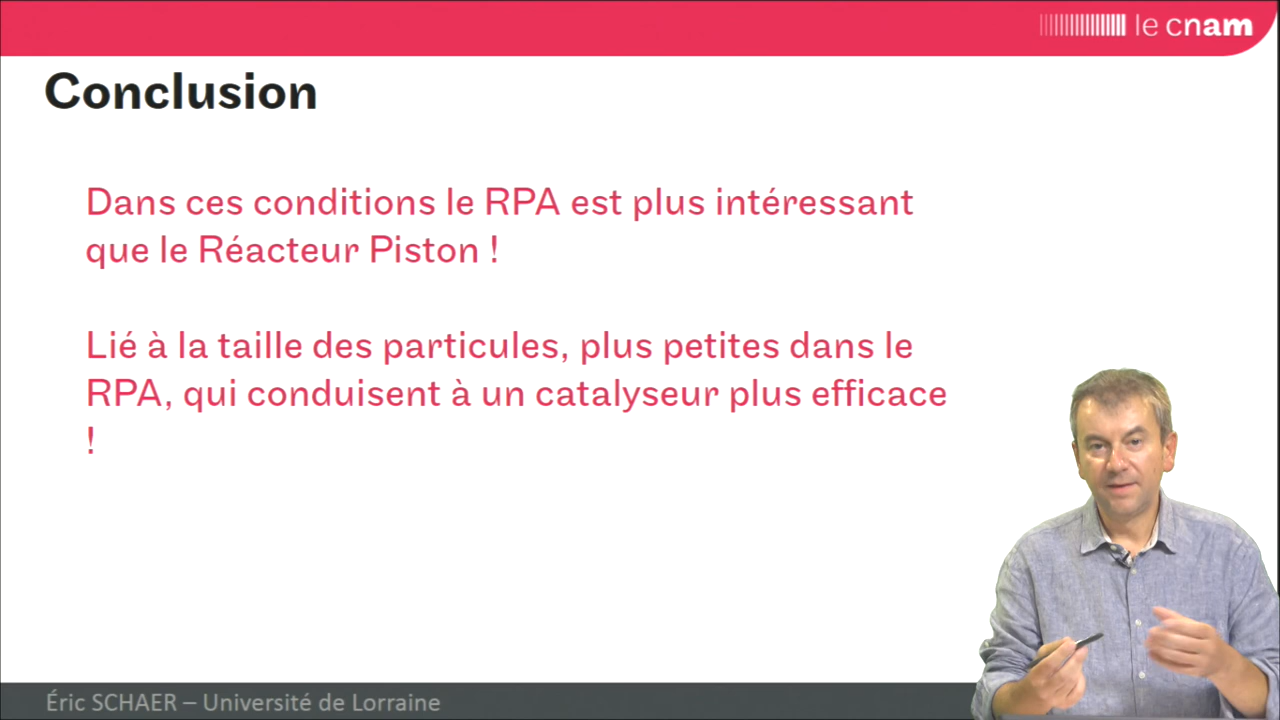 le cnam
Conclusion
Dans ces conditions le RPA est plus intéressant
que le Réacteur Piston !
Lié à la taille des particules, plus petites dans le
RPA, qui conduisent à un catalyseur plus efficace
!
Éric SCHAER – Université de Lorraine